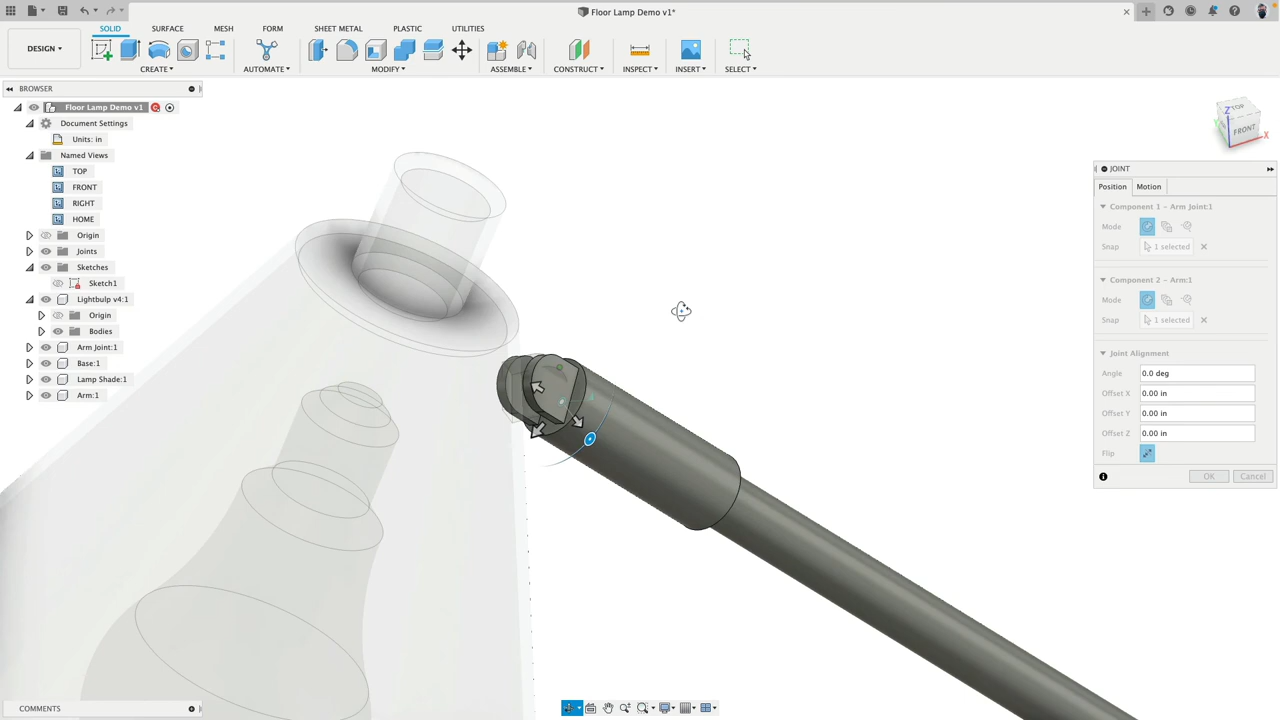 Floor Lamp Demo v1*
DESIGN
SOLID SURFACE MESH FORM SHEET METAL PLASTIC UTILITIES
CREATE AUTOMATE MODIFY ASSEMBLE CONSTRUCT INSPECT INSERT SELECT
BROWSER
Floor Lamp Demo v1
Document Settings
Units: in
Named Views
TOP
FRONT
RIGHT
HOME
Origin
Joints
Sketches
Sketch1
Lightbulp v4:1
Origin
Bodies
Arm Joint:1
Base:1
Lamp Shade:1
Arm:1
TOP
Z
FRONT
X
JOINT
Position Motion
Component 1 - Arm Joint:1
Mode
Snap 1 selected
Component 2 - Arm:1
Mode
Snap 1 selected
Joint Alignment
Angle 0.0 deg
Offset X 0.00 in
Offset Y 0.00 in
Offset Z 0.00 in
Flip
OK Cancel
COMMENTS